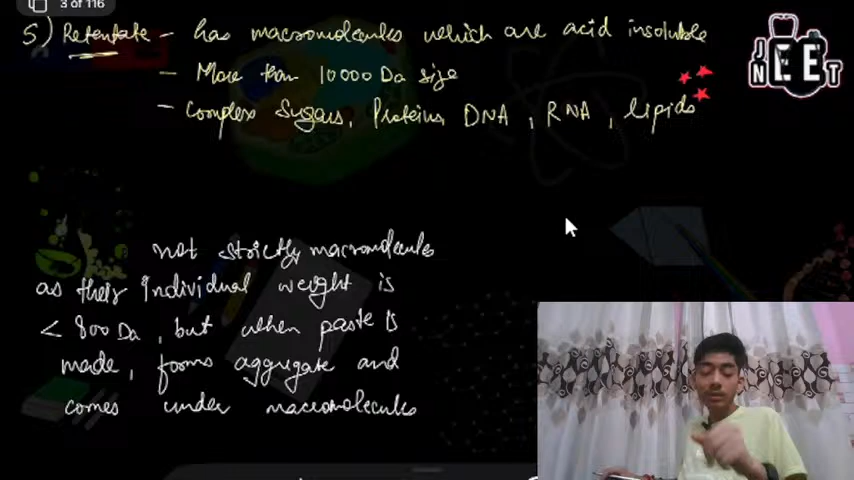 3 of 116
5) Retentate - has macromolecules which are acid insoluble
- More than 10000 Da size
- Complex Sugars, Proteins, DNA, RNA, lipids
JNEET
not strictly macromolecules
as their individual weight is
< 800 Da, but when paste is
made, forms aggregate and
comes under macromolecules